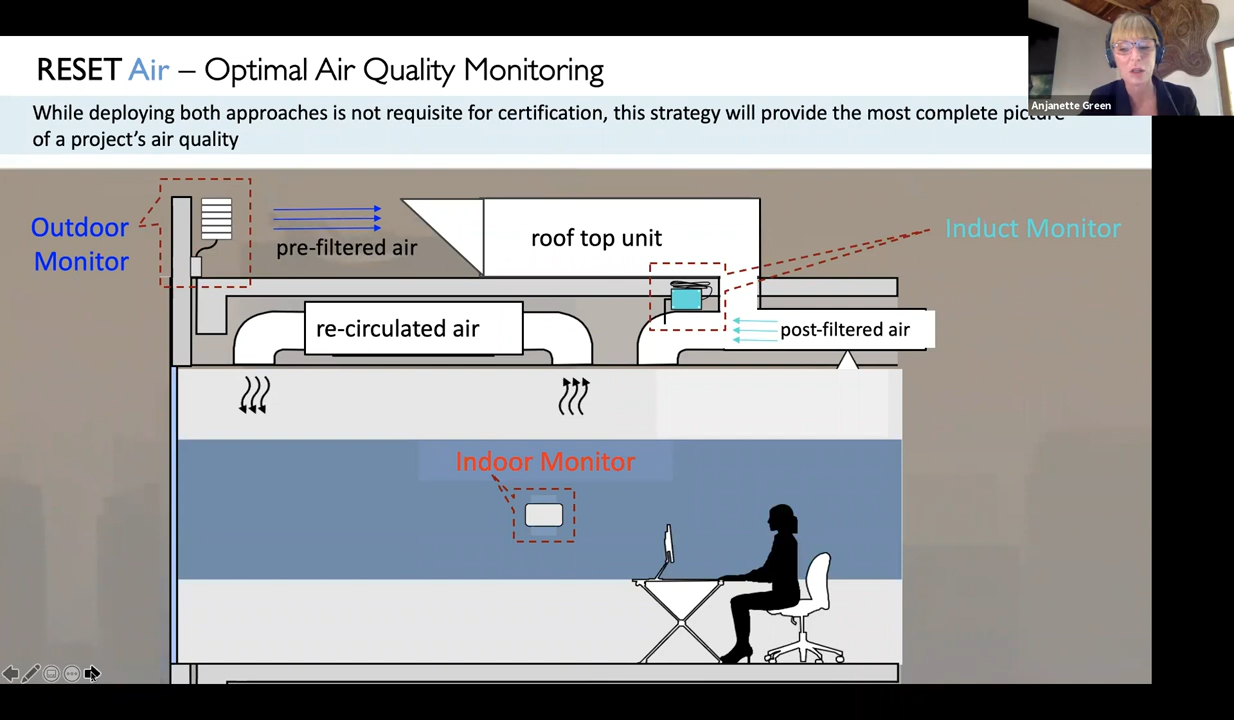 RESET Air – Optimal Air Quality Monitoring
Anjanette Green
While deploying both approaches is not requisite for certification, this strategy will provide the most complete picture
of a project's air quality
Outdoor
Monitor
pre-filtered air
roof top unit
Induct Monitor
re-circulated air
post-filtered air
Indoor Monitor